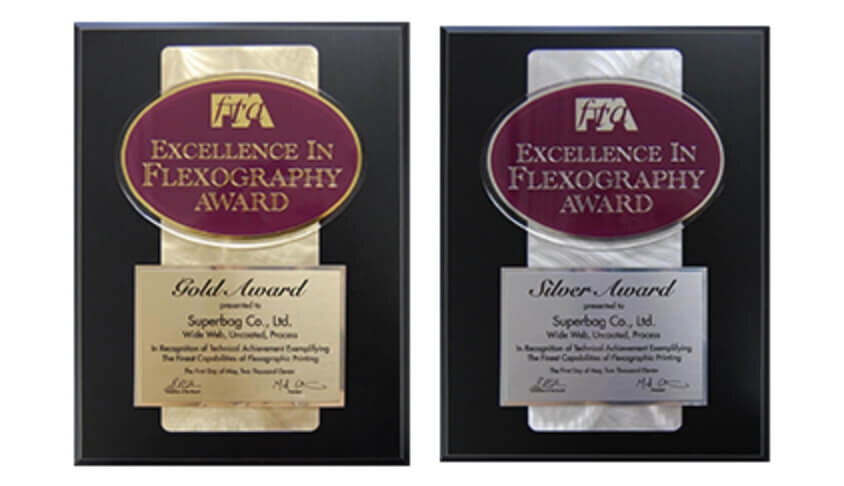 fta
EXCELLENCE IN
FLEXOGRAPHY
AWARD
Gold Award
presented to
Superbag Co., Ltd.
Wide Web, Uncoated, Process
In Recognition of Technical Achievement Exemplifying
The Finest Capabilities of Flexographic Printing
The First Day of May, Two Thousand Eleven
fta
EXCELLENCE IN
FLEXOGRAPHY
AWARD
Silver Award
presented to
Superbag Co., Ltd.
Wide Web, Uncoated, Process
In Recognition of Technical Achievement Exemplifying
The Finest Capabilities of Flexographic Printing
The First Day of May, Two Thousand Eleven